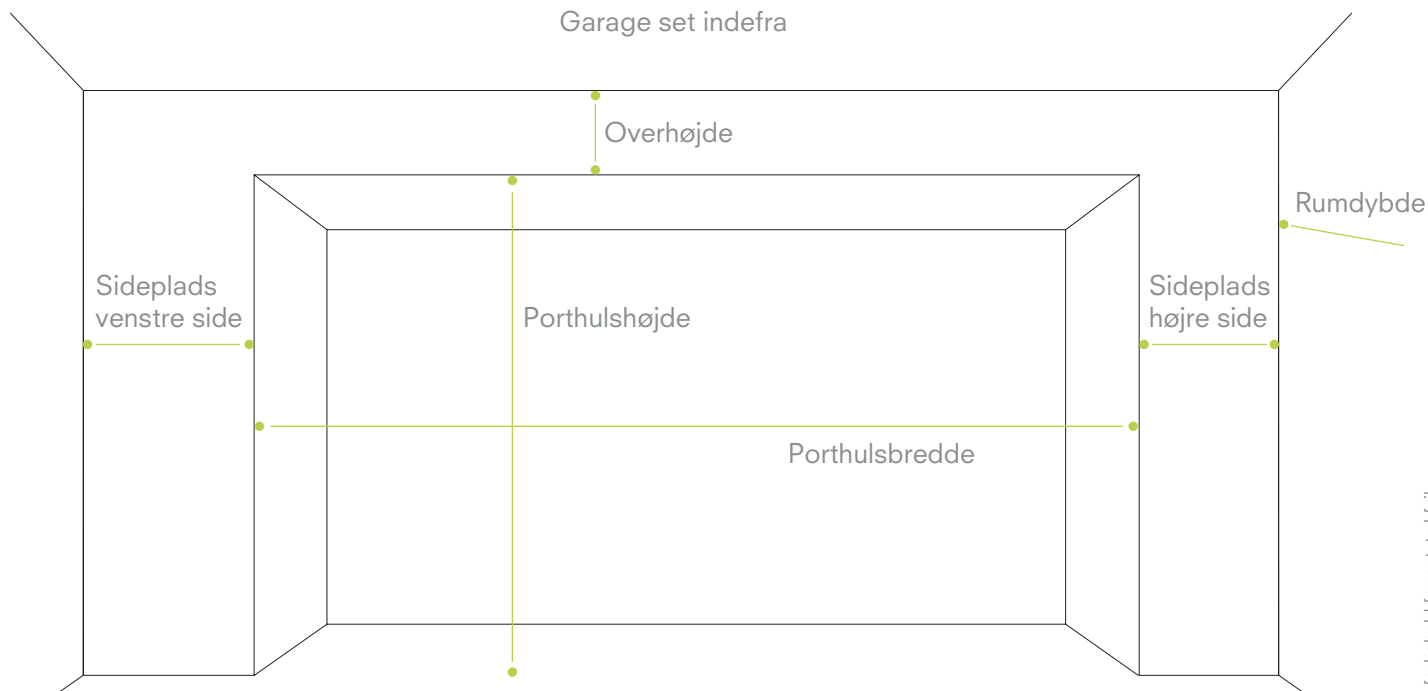 Garage set indefra
Overhøjde
Rumdybde
Sideplads
venstre side
Porthulshøjde
Sideplads
højre side
Porthulsbredde